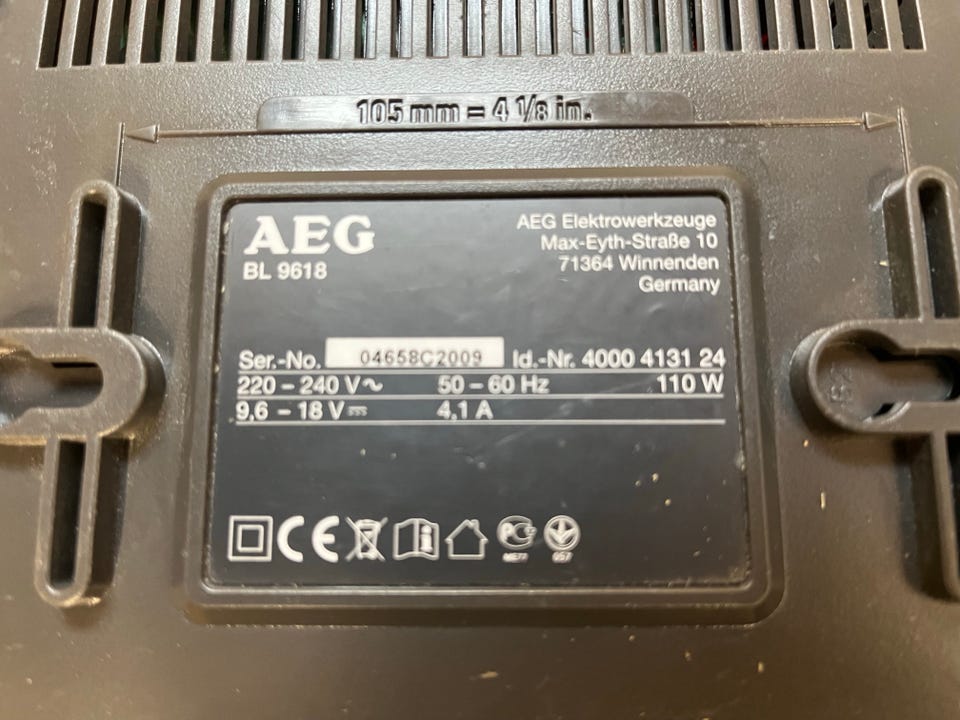 105 mm = 4 1/8 in.
AEG
BL 9618
AEG Elektrowerkzeuge
Max-Eyth-Straße 10
71364 Winnenden
Germany
Ser.-No. 04658C2009 Id.-Nr. 4000 4131 24
220 – 240 V~ 50 – 60 Hz 110 W
9,6 – 18 V⎓ 4,1 A
CE